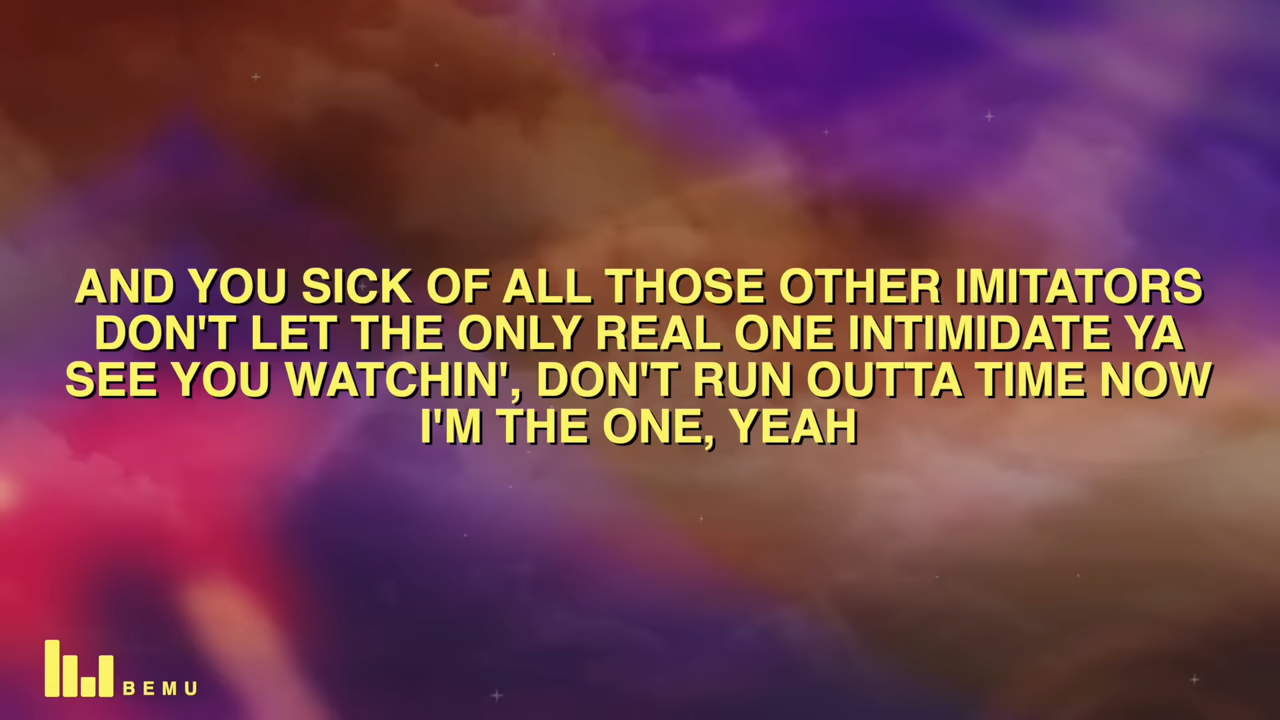 AND YOU SICK OF ALL THOSE OTHER IMITATORS
DON'T LET THE ONLY REAL ONE INTIMIDATE YA
SEE YOU WATCHIN', DON'T RUN OUTTA TIME NOW
I'M THE ONE, YEAH
BEMU